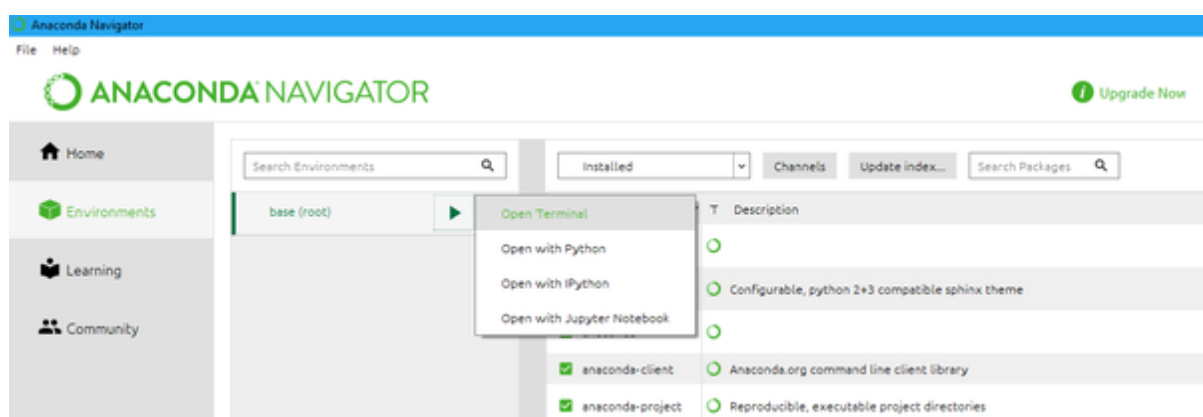 Anaconda Navigator
File Help
ANACONDA NAVIGATOR
Upgrade Now
Home
Environments
Learning
Community
Search Environments
base (root)
Open Terminal
Open with Python
Open with IPython
Open with Jupyter Notebook
Installed Channels Update index... Search Packages
T Description
Configurable, python 2+3 compatible sphinx theme
anaconda-client Anaconda.org command line client library
anaconda-project Reproducible, executable project directories